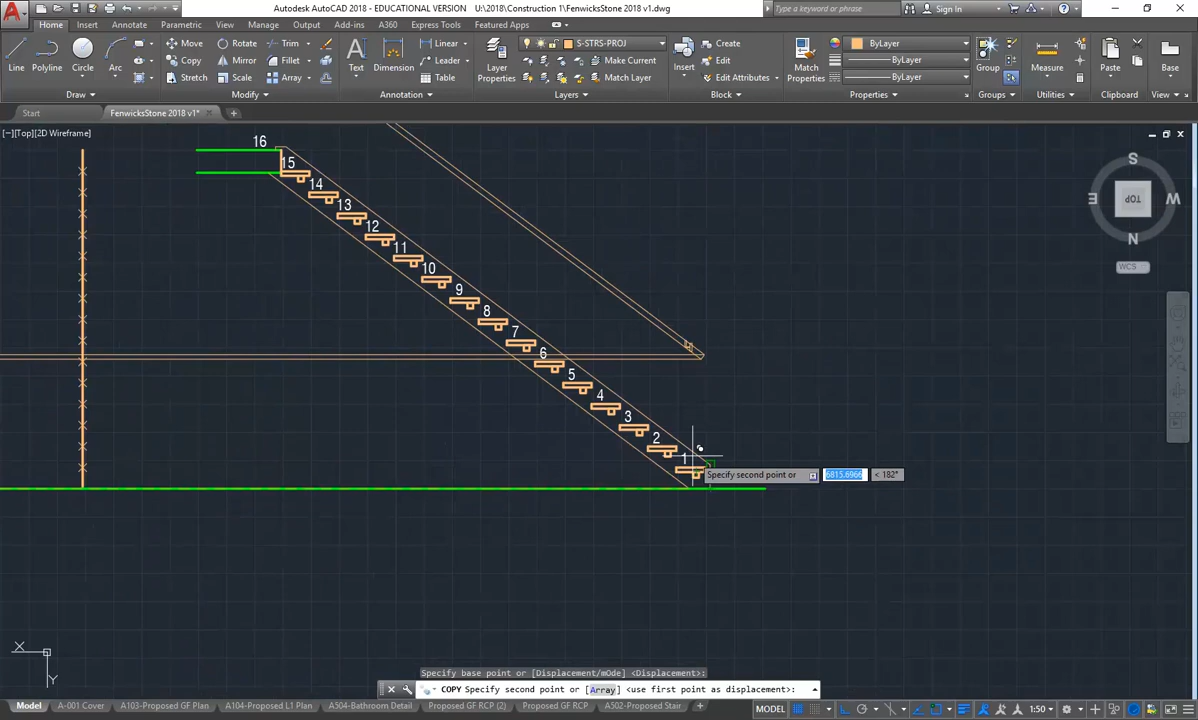 Autodesk AutoCAD 2018 - EDUCATIONAL VERSION U:\2018\Construction 1\FenwicksStone 2018 v1.dwg
Type a keyword or phrase
Sign In
Home Insert Annotate Parametric View Manage Output Add-ins A360 Express Tools Featured Apps
Line
Polyline
Circle
Arc
Draw
Move
Copy
Stretch
Rotate
Mirror
Scale
Trim
Fillet
Array
Modify
Text
Dimension
Linear
Leader
Table
Annotation
Layer Properties
S-STRS-PROJ
Make Current
Match Layer
Layers
Insert
Create
Edit
Edit Attributes
Block
Match Properties
ByLayer
ByLayer
ByLayer
Properties
Group
Groups
Measure
Utilities
Paste
Clipboard
Base
View
Start
FenwicksStone 2018 v1*
[−][Top][2D Wireframe]
S
E
TOP
W
N
WCS
16
15
14
13
12
11
10
9
8
7
6
5
4
3
2
1
Specify second point or
6815.6966
< 182°
X
Y
Specify base point or [Displacement/mOde] <Displacement>:
COPY Specify second point or [Array] <use first point as displacement>:
Model A-001 Cover A103-Proposed GF Plan A104-Proposed L1 Plan A504-Bathroom Detail Proposed GF RCP (2) Proposed GF RCP A502-Proposed Stair
MODEL
1:50